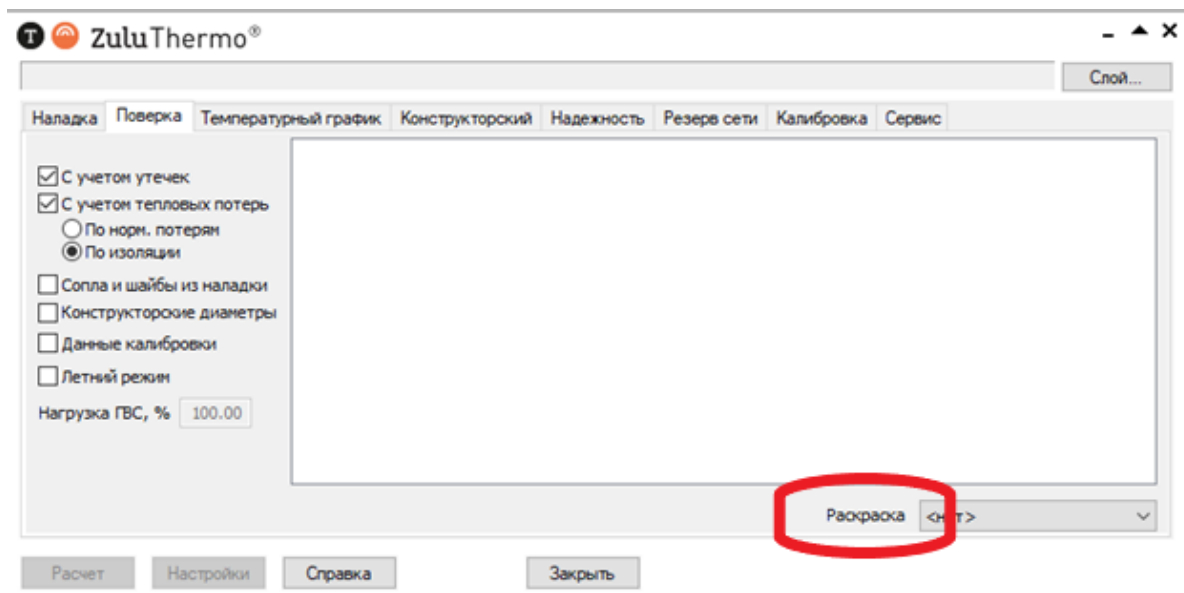 T ZuluThermo®
Слой...
Наладка Поверка Температурный график Конструкторский Надежность Резерв сети Калибровка Сервис
С учетом утечек
С учетом тепловых потерь
По норм. потерям
По изоляции
Сопла и шайбы из наладки
Конструкторские диаметры
Данные калибровки
Летний режим
Нагрузка ГВС, % 100.00
Раскраска <нет>
Расчет Настройки Справка Закрыть